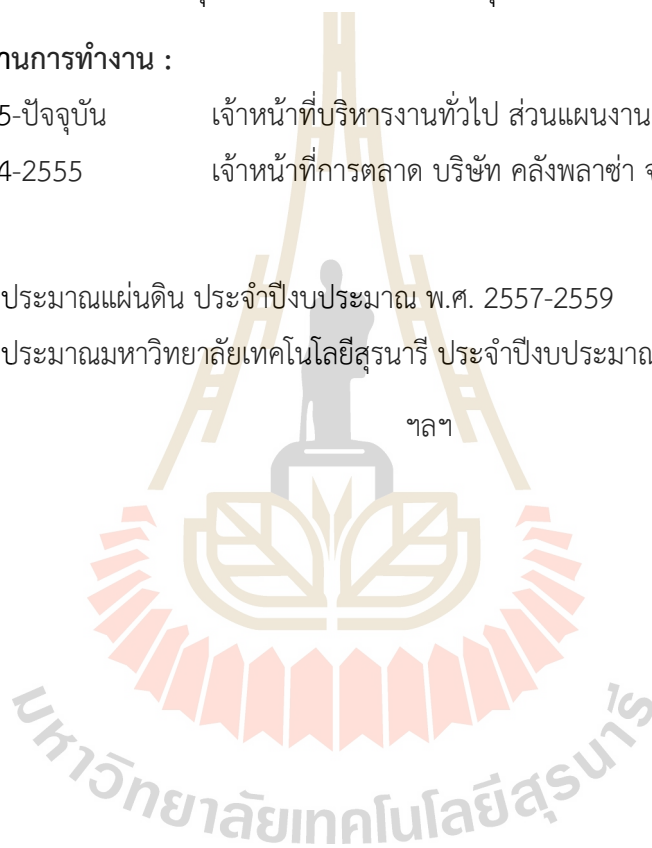 านการทำงาน :
5-ปัจจุบัน เจ้าหน้าที่บริหารงานทั่วไป ส่วนแผนงาน
4-2555 เจ้าหน้าที่การตลาด บริษัท คลังพลาซ่า จ
ประมาณแผ่นดิน ประจำปีงบประมาณ พ.ศ. 2557-2559
ประมาณมหาวิทยาลัยเทคโนโลยีสุรนารี ประจำปีงบประมาณ
ฯลฯ
มหาวิทยาลัยเทคโนโลยีสุรนารี